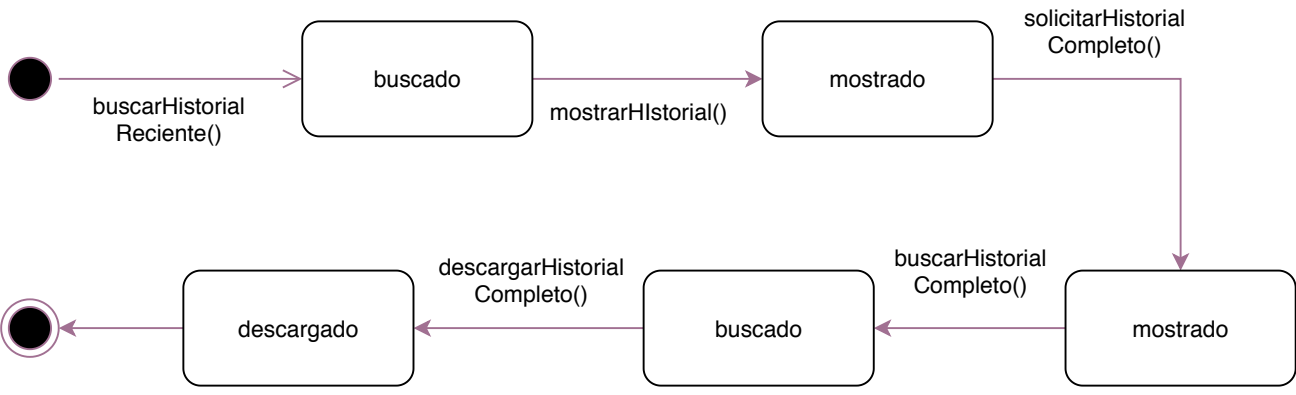 solicitarHistorial
Completo()
buscado
mostrado
buscarHistorial
Reciente()
mostrarHIstorial()
descargarHistorial
Completo()
buscarHistorial
Completo()
descargado
buscado
mostrado